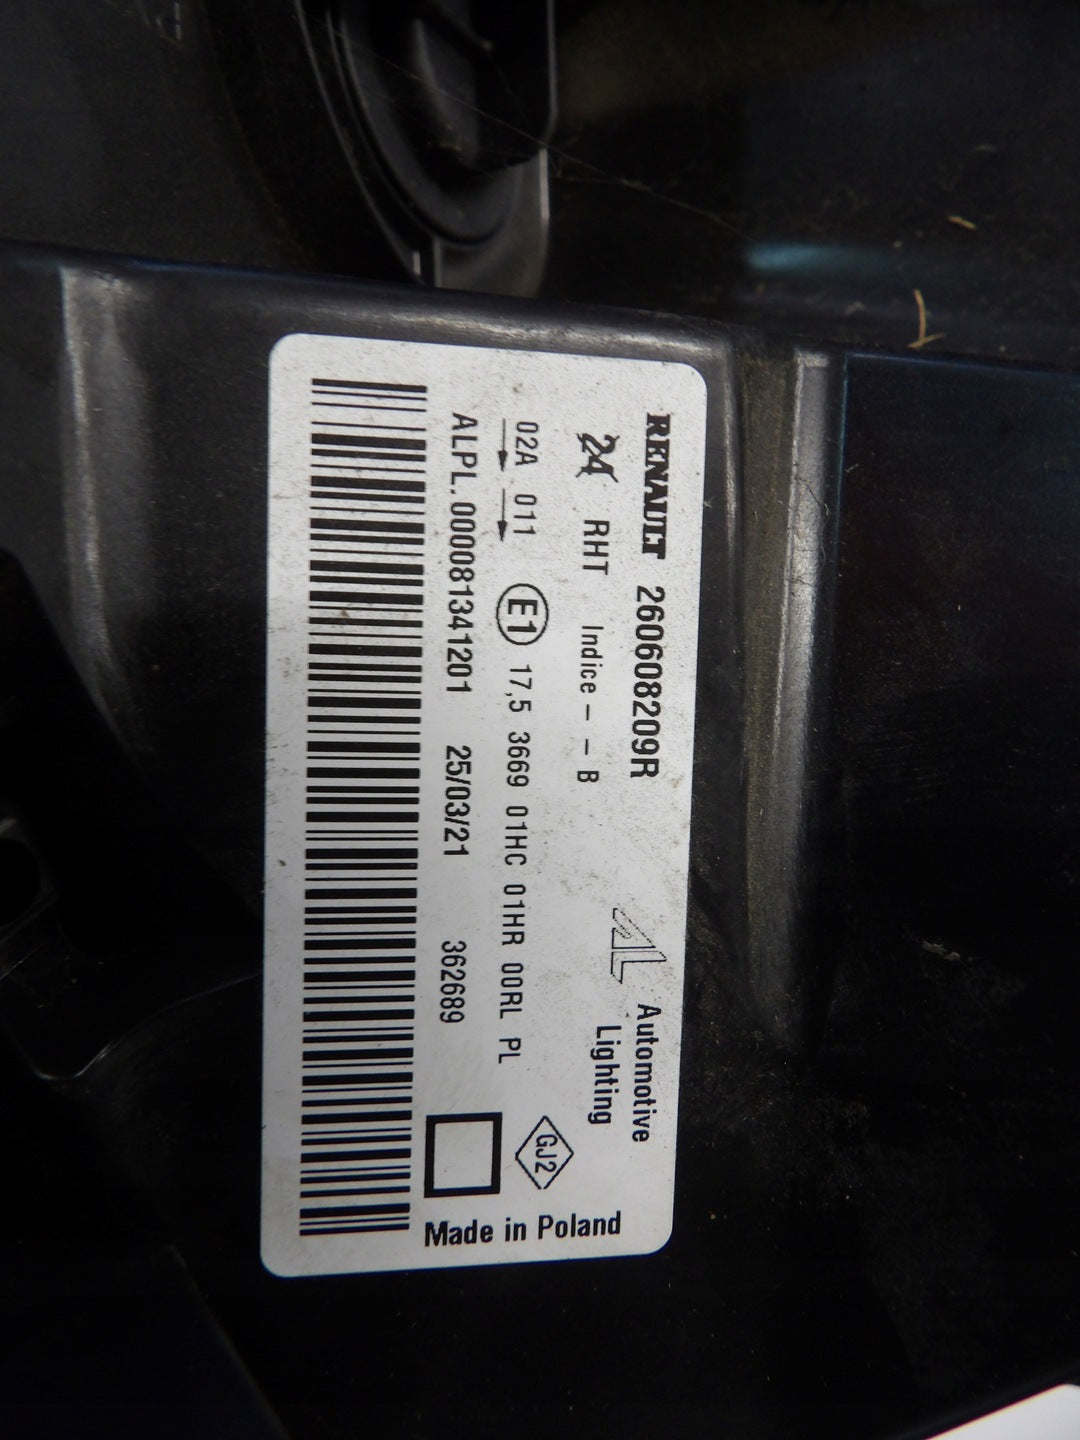 RENAULT 260608209R
24 RHT Indice - - B
Automotive
Lighting
02A 011 E1 17,5 3669 01HC 01HR 00RL PL
GJ2
ALPL.000081341201 25/03/21 362689
Made in Poland